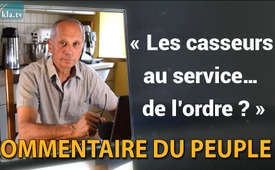 kla.tv
« Les casseurs
au service…
de l'ordre ? »
OMMENTAIRE DU PEUPLE